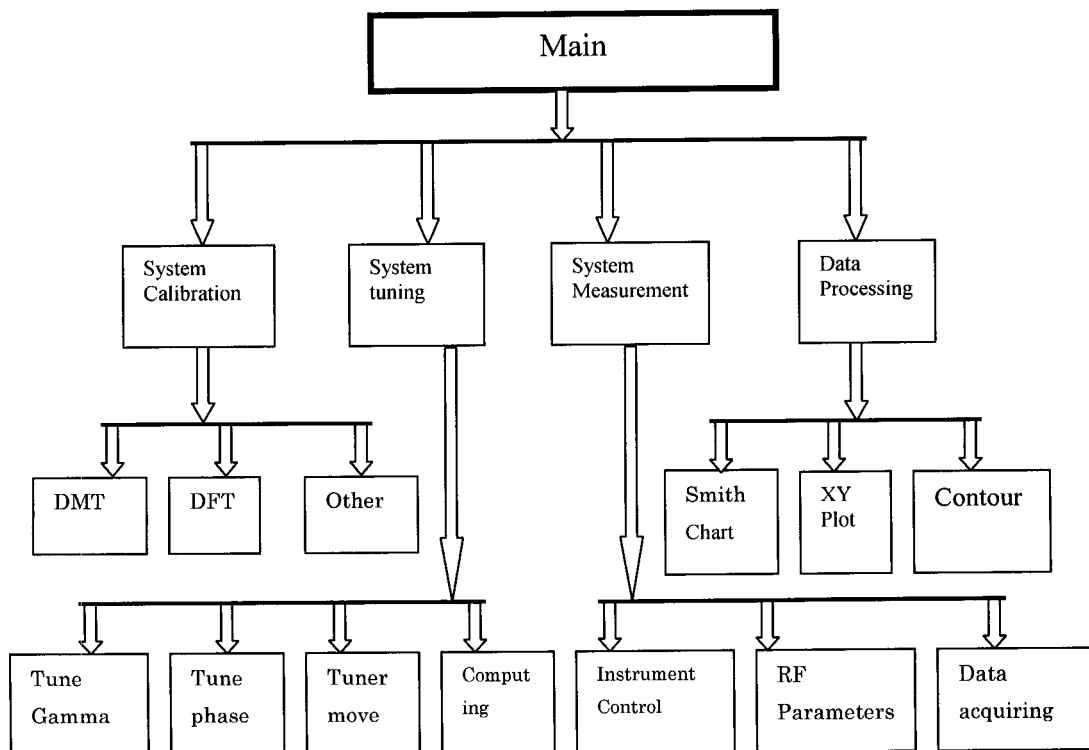 Main
System
Calibration
System
tuning
System
Measurement
Data
Processing
DMT
DFT
Other
Smith
Chart
XY
Plot
Contour
Tune
Gamma
Tune
phase
Tuner
move
Comput
ing
Instrument
Control
RF
Parameters
Data
acquiring